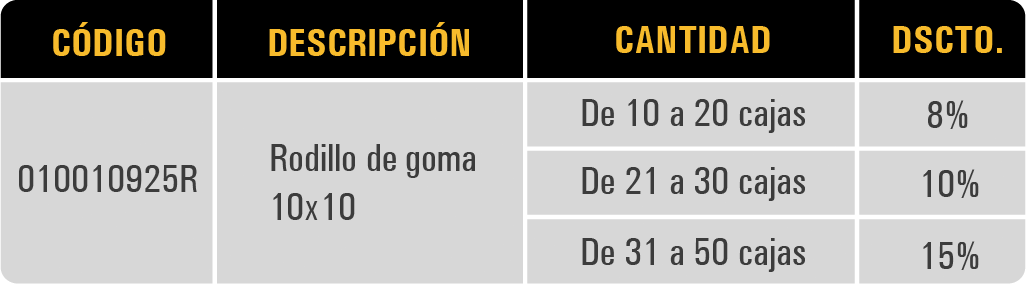 CÓDIGO DESCRIPCIÓN CANTIDAD DSCTO.
010010925R
Rodillo de goma
10x10
De 10 a 20 cajas 8%
De 21 a 30 cajas 10%
De 31 a 50 cajas 15%